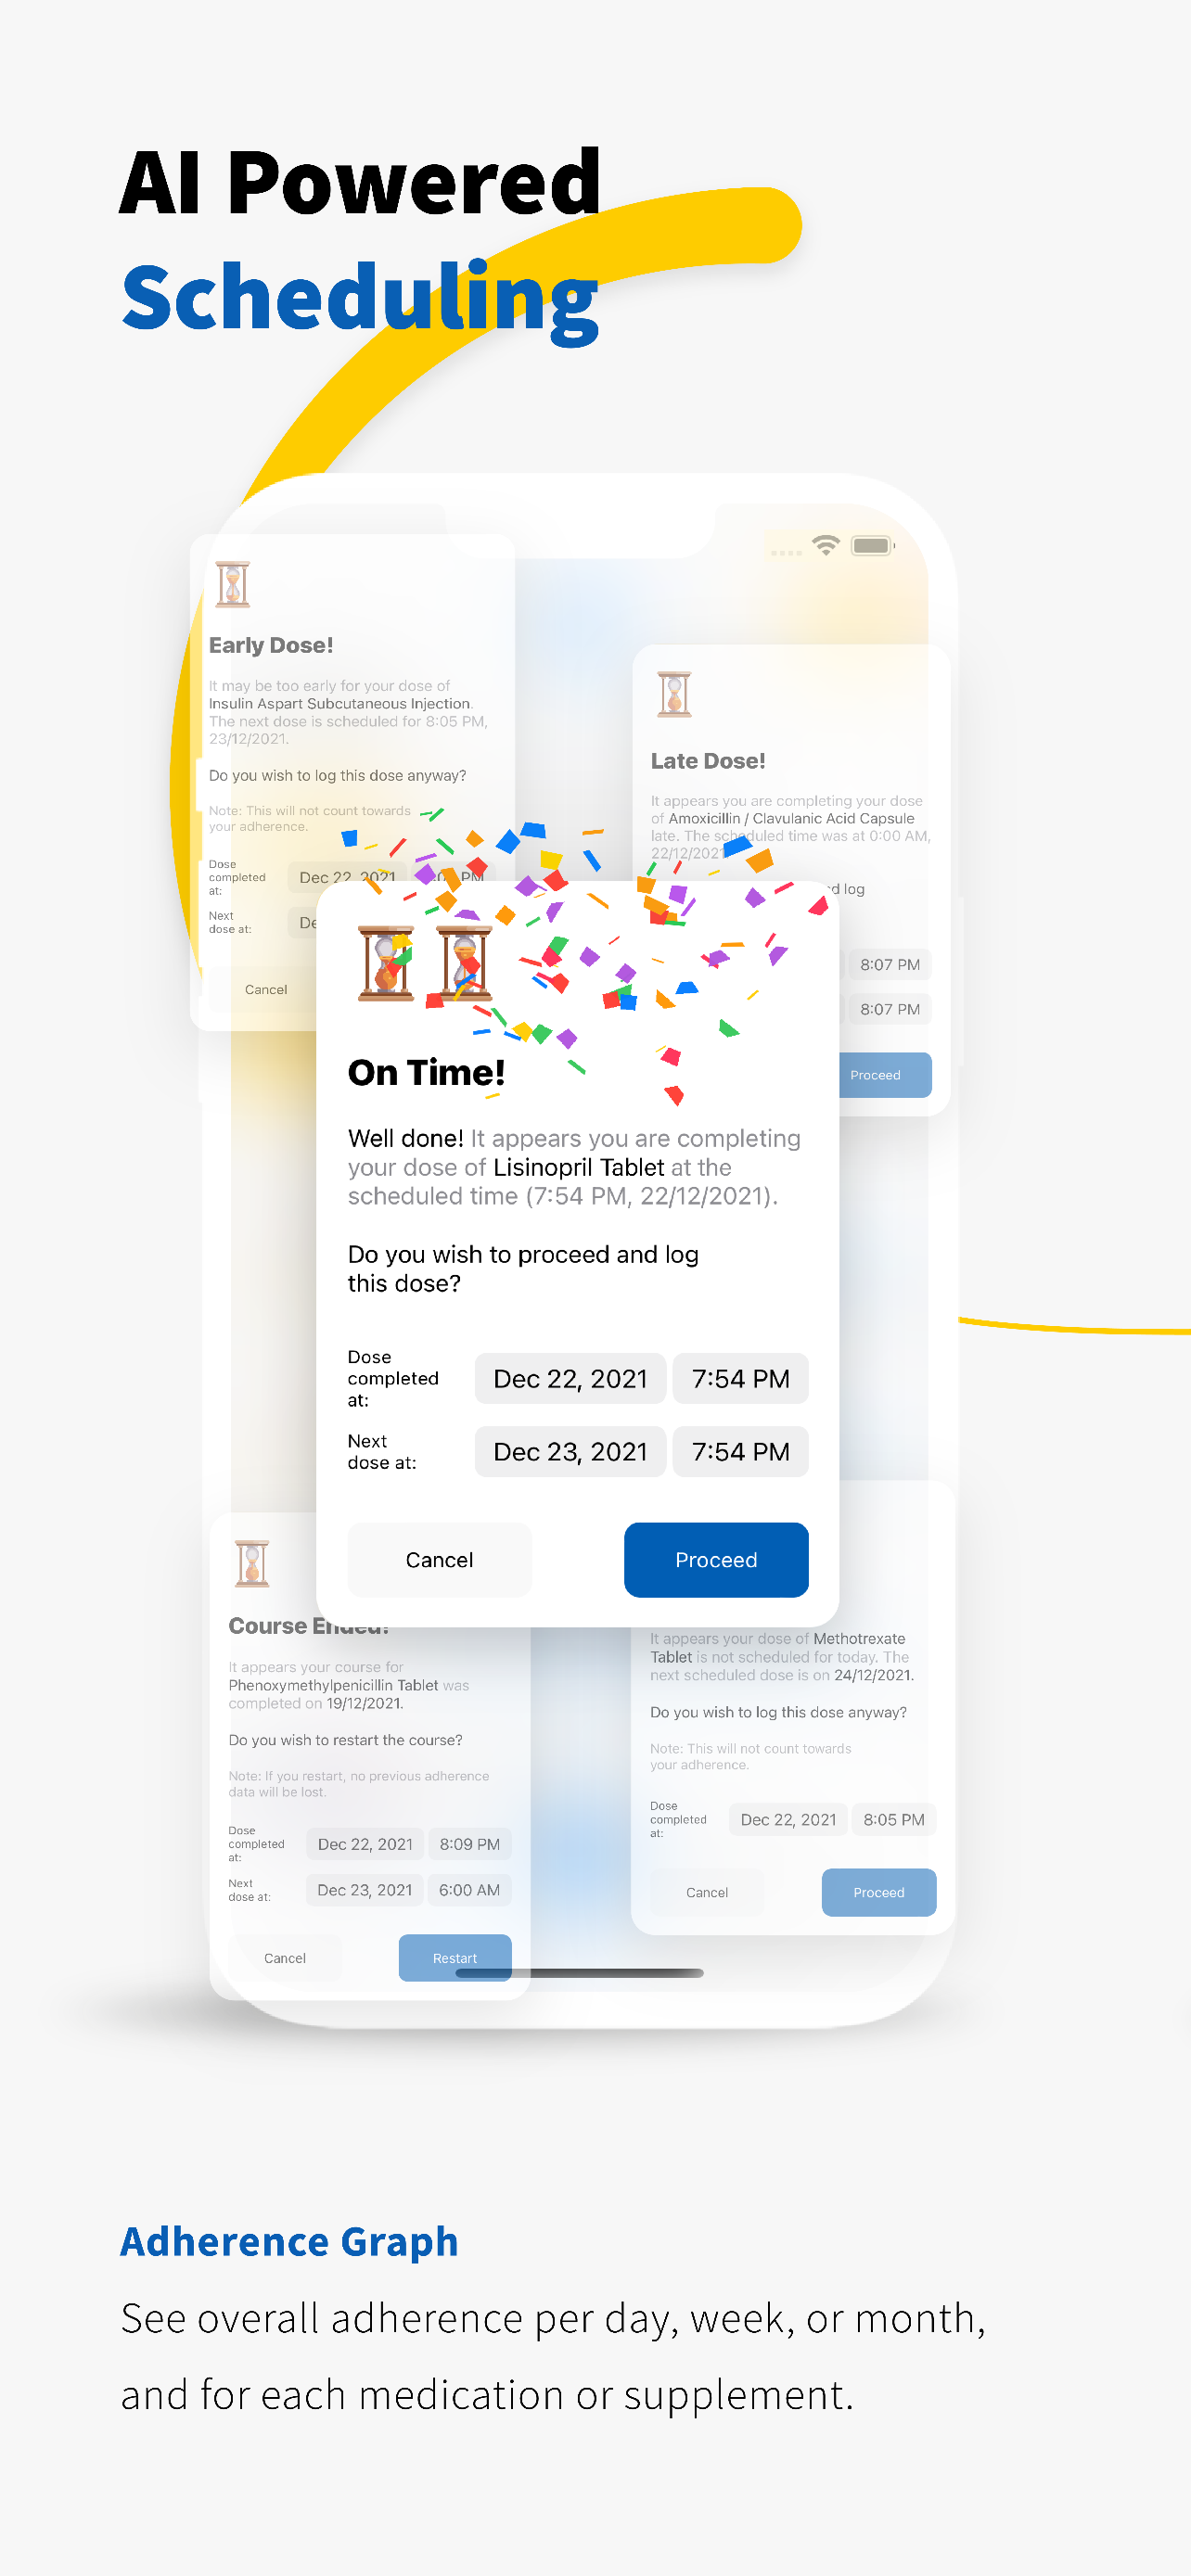 AI Powered
Scheduling
Early Dose!
It may be too early for your dose of
Insulin Aspart Subcutaneous Injection.
The next dose is scheduled for 8:05 PM,
23/12/2021.
Do you wish to log this dose anyway?
Note: This will not count towards
your adherence.
Dose
completed
at:
Dec 22, 2021
PM
Next
dose at:
Cancel
Late Dose!
It appears you are completing your dose
of Amoxicillin / Clavulanic Acid Capsule
late. The scheduled time was at 0:00 AM,
22/12/2021
d log
8:07 PM
8:07 PM
Proceed
On Time!
Well done! It appears you are completing
your dose of Lisinopril Tablet at the
scheduled time (7:54 PM, 22/12/2021).
Do you wish to proceed and log
this dose?
Dose
completed
at:
Dec 22, 2021 7:54 PM
Next
dose at:
Dec 23, 2021 7:54 PM
Cancel Proceed
Course Ended!
It appears your course for
Phenoxymethylpenicillin Tablet was
completed on 19/12/2021.
Do you wish to restart the course?
Note: If you restart, no previous adherence
data will be lost.
Dose
completed
at:
Dec 22, 2021 8:09 PM
Next
dose at:
Dec 23, 2021 6:00 AM
Cancel Restart
It appears your dose of Methotrexate
Tablet is not scheduled for today. The
next scheduled dose is on 24/12/2021.
Do you wish to log this dose anyway?
Note: This will not count towards
your adherence.
Dose
completed
at:
Dec 22, 2021 8:05 PM
Cancel Proceed
Adherence Graph
See overall adherence per day, week, or month,
and for each medication or supplement.